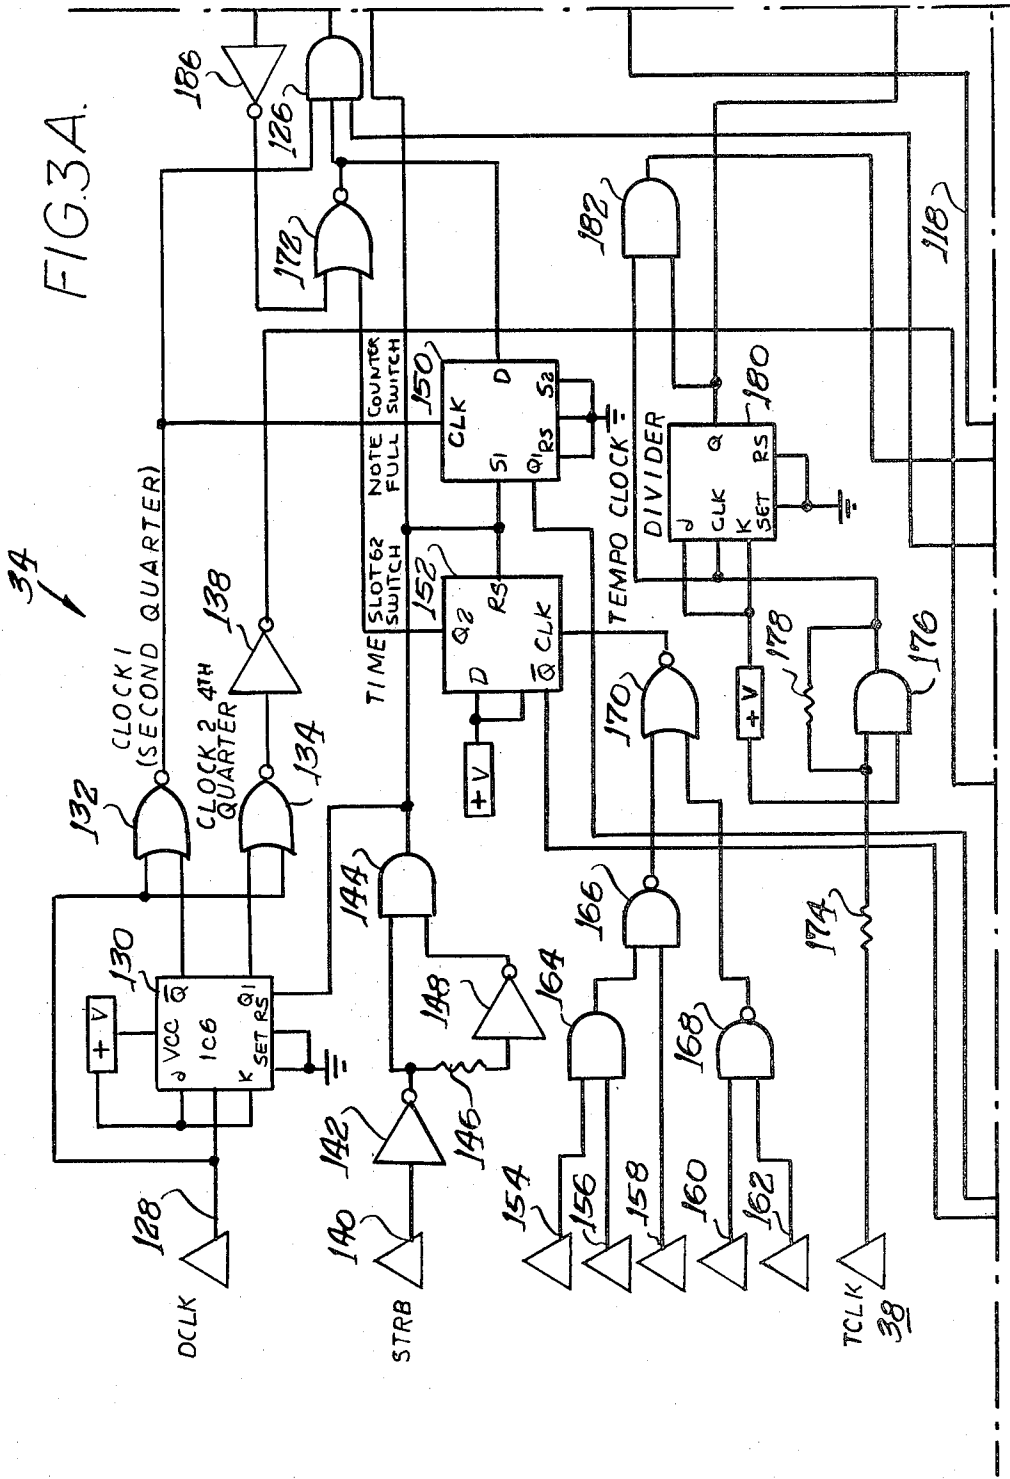 FIG.3A.
34
186
126
CLOCK 1
(SECOND QUARTER)
132
138
CLOCK 2 4TH
QUARTER
134
172
130
+ V
VCC
J
Q̅
IC6
K
SET
RS
Q1
128
DCLK
TIME SLOT 62
SWITCH
152
NOTE COUNTER
FULL SWITCH
150
CLK
D
S1
Q1
RS
S2
Q2
RS
D
Q̅
CLK
+ V
144
142
146
148
140
STRB
182
118
TEMPO CLOCK
DIVIDER
180
J
CLK
K
SET
Q
RS
170
178
+ V
176
166
164
168
174
154
156
158
160
162
TCLK
38